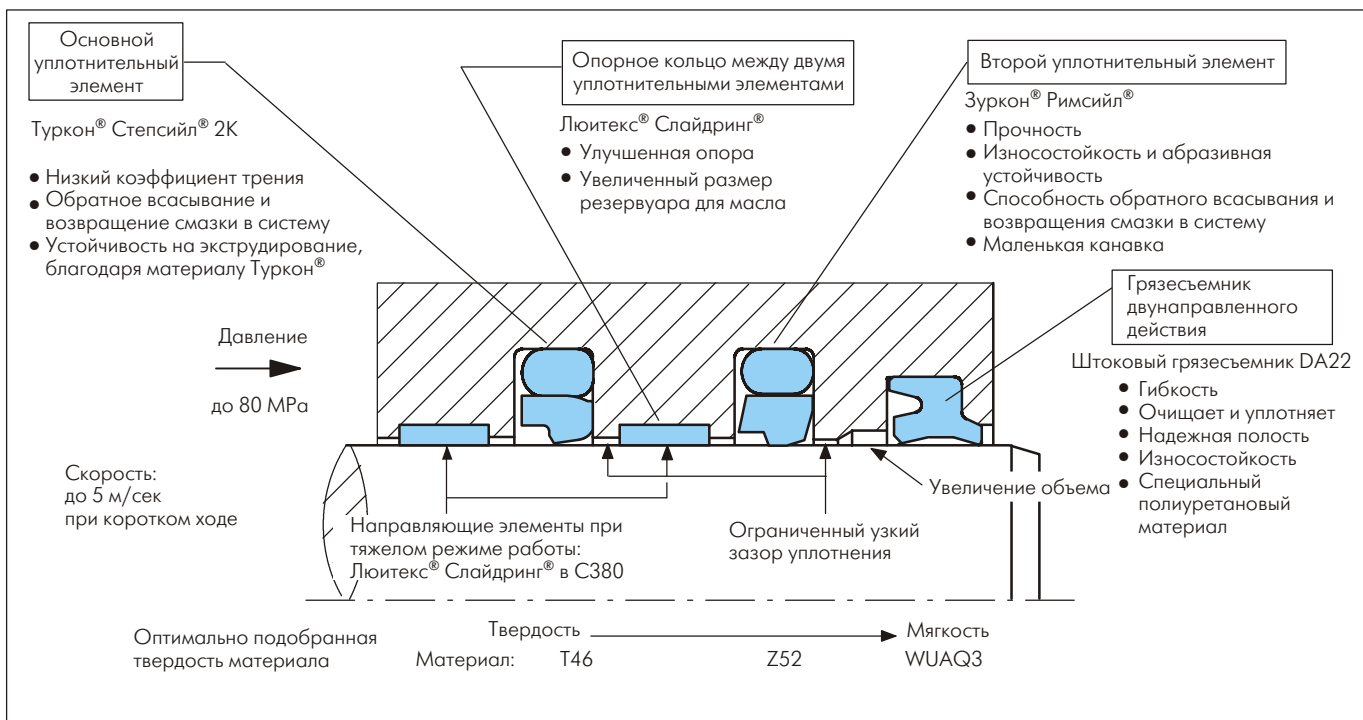 Основной
уплотнительный
элемент
Туркон® Степсийл® 2К
● Низкий коэффициент трения
● Обратное всасывание и
возвращение смазки в систему
● Устойчивость на экструдирование,
благодаря материалу Туркон®
Опорное кольцо между двумя
уплотнительными элементами
Люитекс® Слайдринг®
● Улучшенная опора
● Увеличенный размер
резервуара для масла
Второй уплотнительный элемент
Зуркон® Римсийл®
● Прочность
● Износостойкость и абразивная
устойчивость
● Способность обратного всасывания и
возвращения смазки в систему
● Маленькая канавка
Грязесъемник
двунаправленного
действия
Штоковый грязесъемник DA22
● Гибкость
● Очищает и уплотняет
● Надежная полость
● Износостойкость
● Специальный
полиуретановый
материал
Давление
до 80 МРа
Скорость:
до 5 м/сек
при коротком ходе
Направляющие элементы при
тяжелом режиме работы:
Люитекс® Слайдринг® в С380
Ограниченный узкий
зазор уплотнения
Увеличение объема
Оптимально подобранная
твердость материала
Твердость
Мягкость
Материал: T46 Z52 WUAQ3